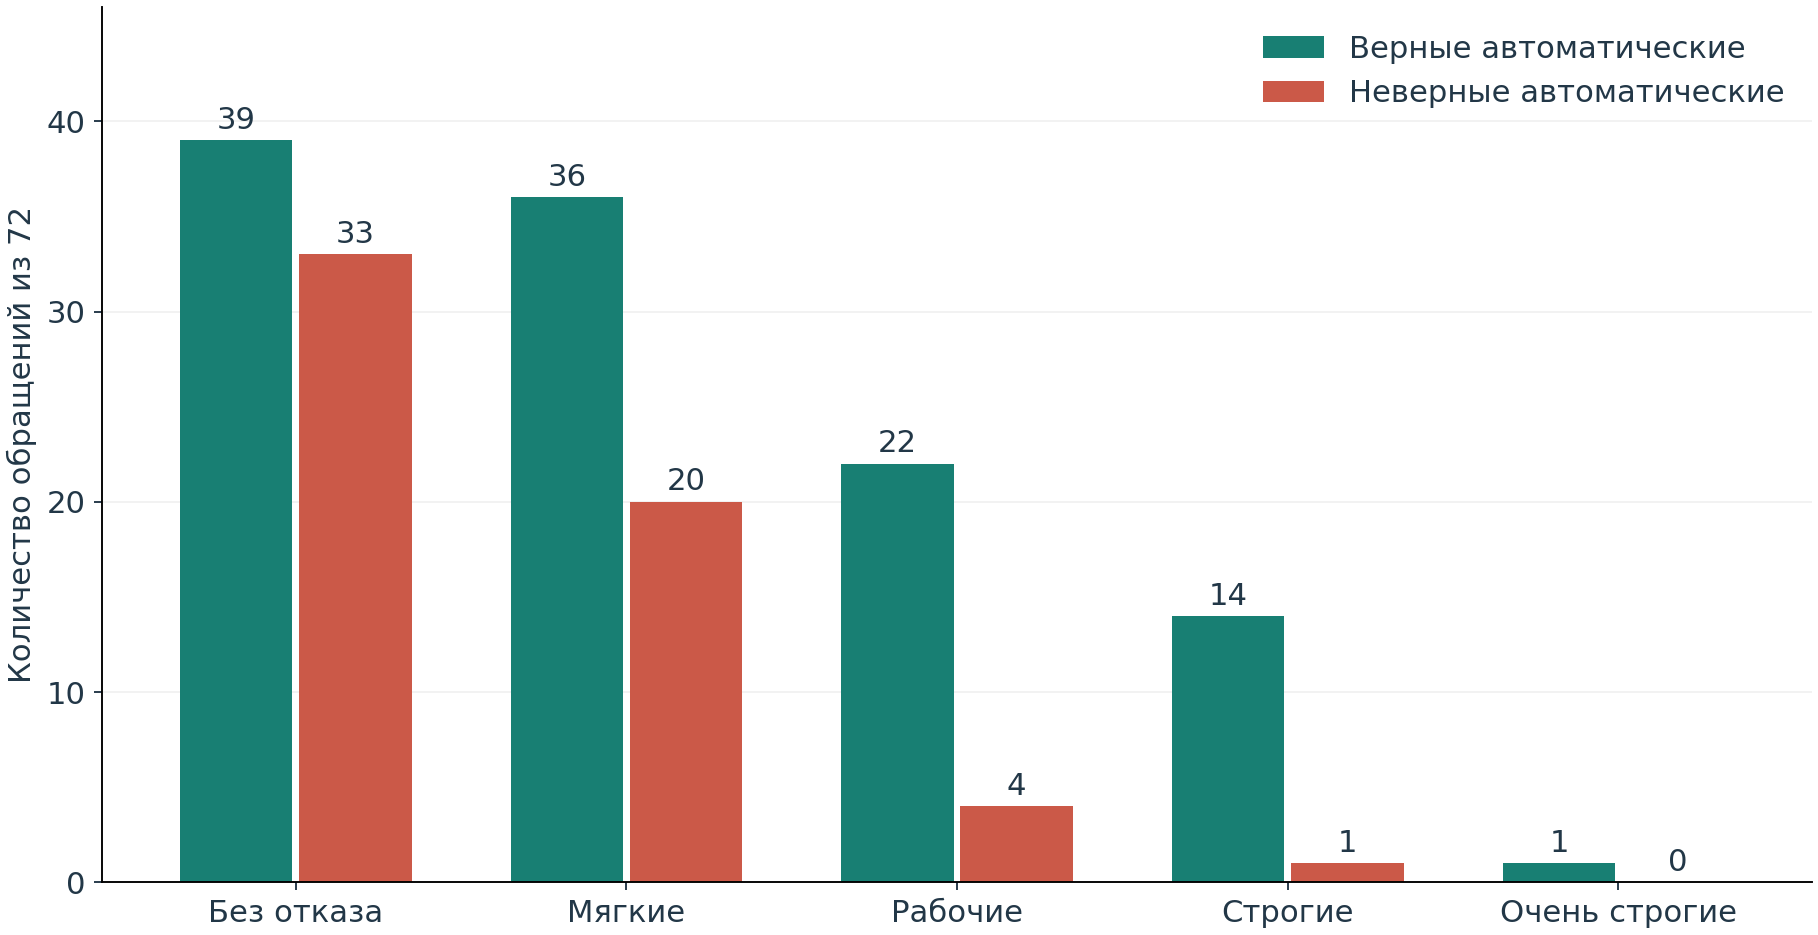 Верные автоматические
Неверные автоматические
Количество обращений из 72
40
30
20
10
0
39
33
36
20
22
4
14
1
1
0
Без отказа
Мягкие
Рабочие
Строгие
Очень строгие